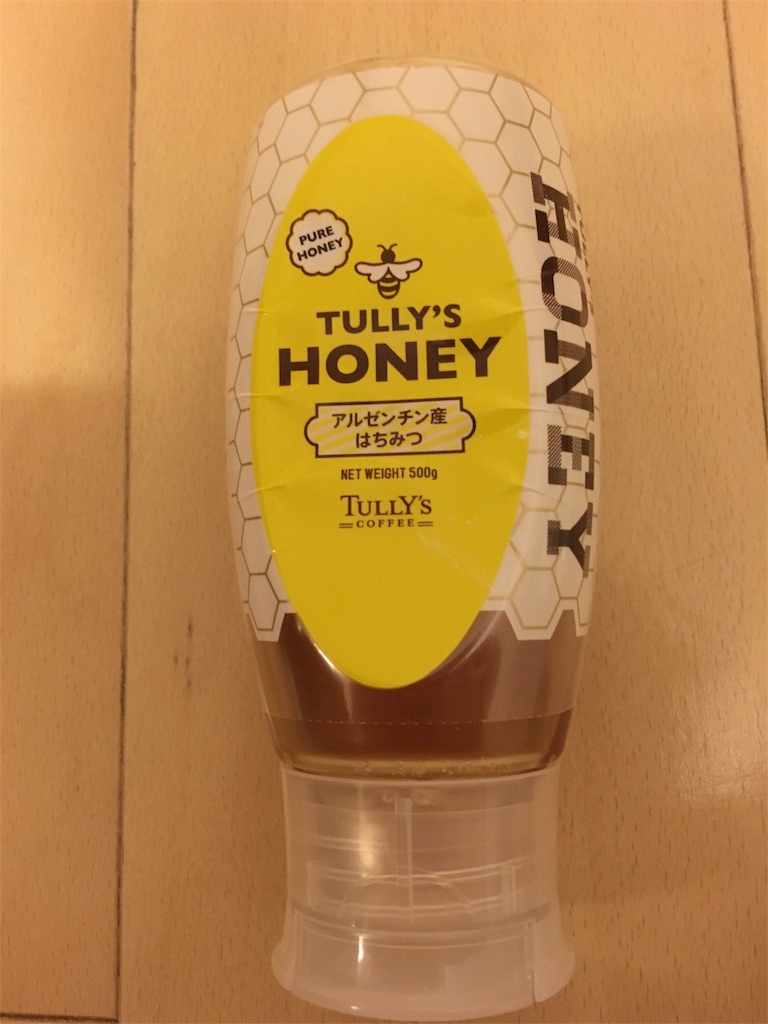 PURE
HONEY
TULLY'S
HONEY
アルゼンチン産
はちみつ
NET WEIGHT 500g
TULLY'S
COFFEE
HONEY